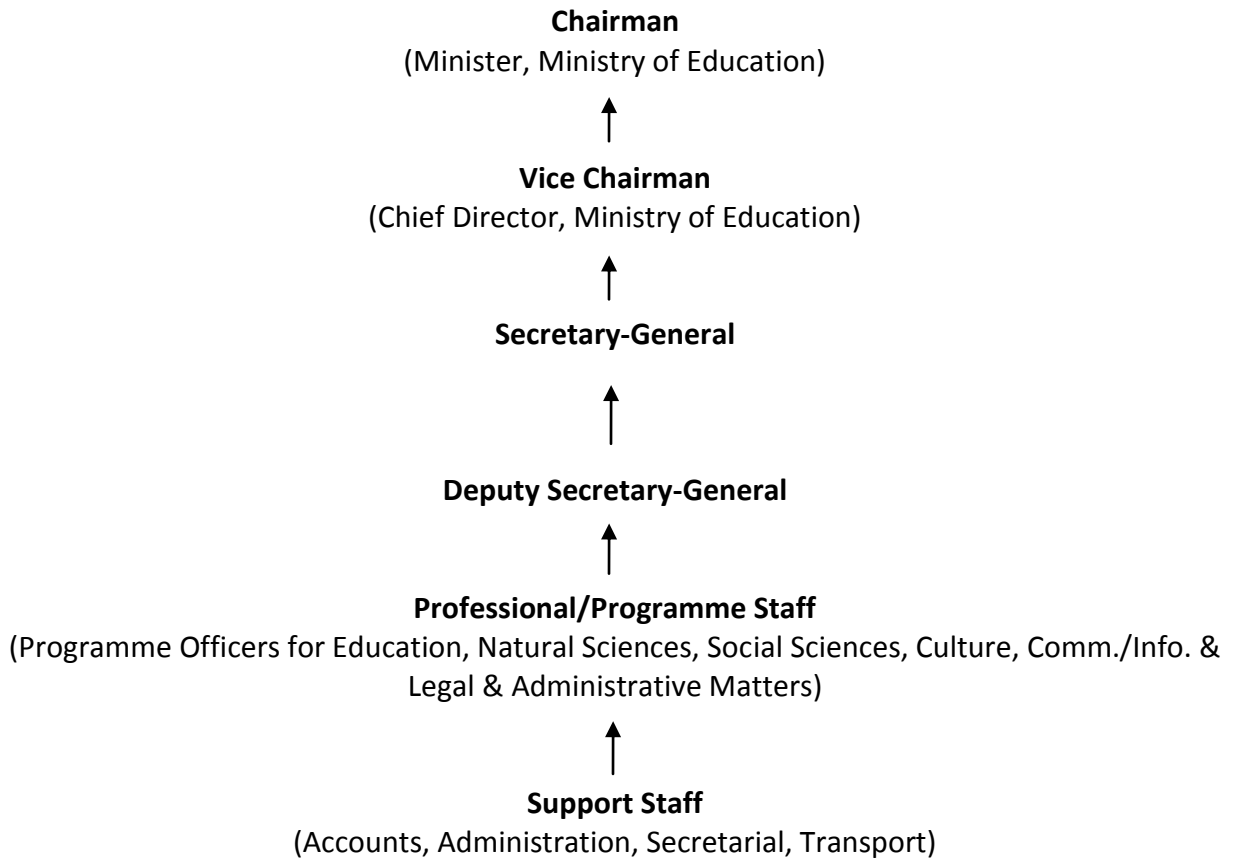 Chairman
(Minister, Ministry of Education)
Vice Chairman
(Chief Director, Ministry of Education)
Secretary-General
Deputy Secretary-General
Professional/Programme Staff
(Programme Officers for Education, Natural Sciences, Social Sciences, Culture, Comm./Info. &
Legal & Administrative Matters)
Support Staff
(Accounts, Administration, Secretarial, Transport)